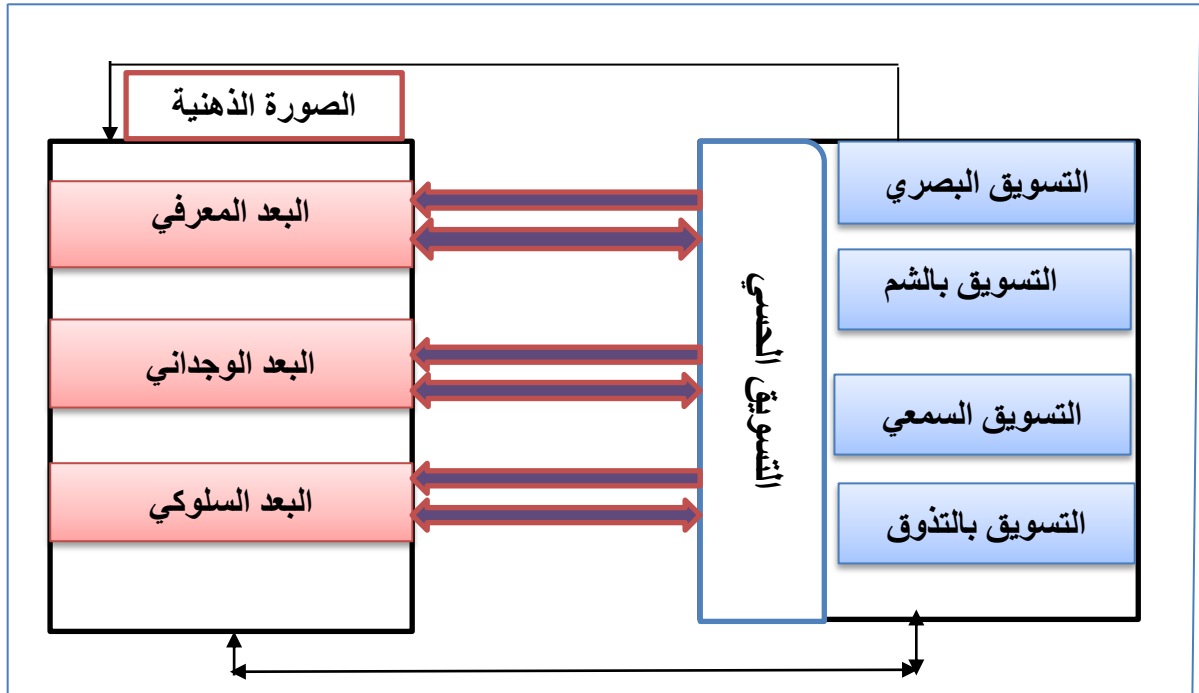 الصورة الذهنية
التسويق البصري
التسويق بالشم
التسويق السمعي
التسويق بالتذوق
التسويق الحسي
البعد المعرفي
البعد الوجداني
البعد السلوكي